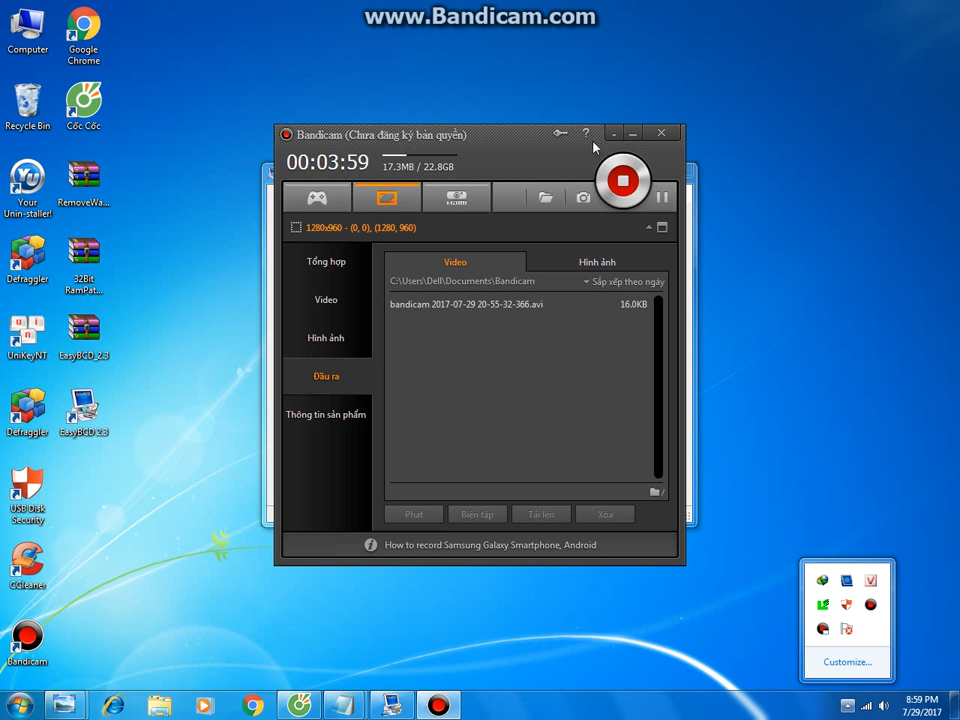 www.Bandicam.com
Computer
Google
Chrome
Recycle Bin
Cốc Cốc
Your
Unin-staller!
RemoveWa...
Defraggler
32Bit
RamPat...
UniKeyNT
EasyBCD_2.3
Defraggler
EasyBCD 2.3
USB Disk
Security
CCleaner
Bandicam
Bandicam (Chưa đăng ký bản quyền)
00:03:59
17.3MB / 22.8GB
HDMI
1280x960 - (0, 0), (1280, 960)
Tổng hợp
Video
Hình ảnh
Đầu ra
Thông tin sản phẩm
Video
Hình ảnh
C:\Users\Dell\Documents\Bandicam
Sắp xếp theo ngày
bandicam 2017-07-29 20-55-32-366.avi
16.0KB
Phát
Biên tập
Tải lên
Xóa
How to record Samsung Galaxy Smartphone, Android
Customize...
8:59 PM
7/29/2017